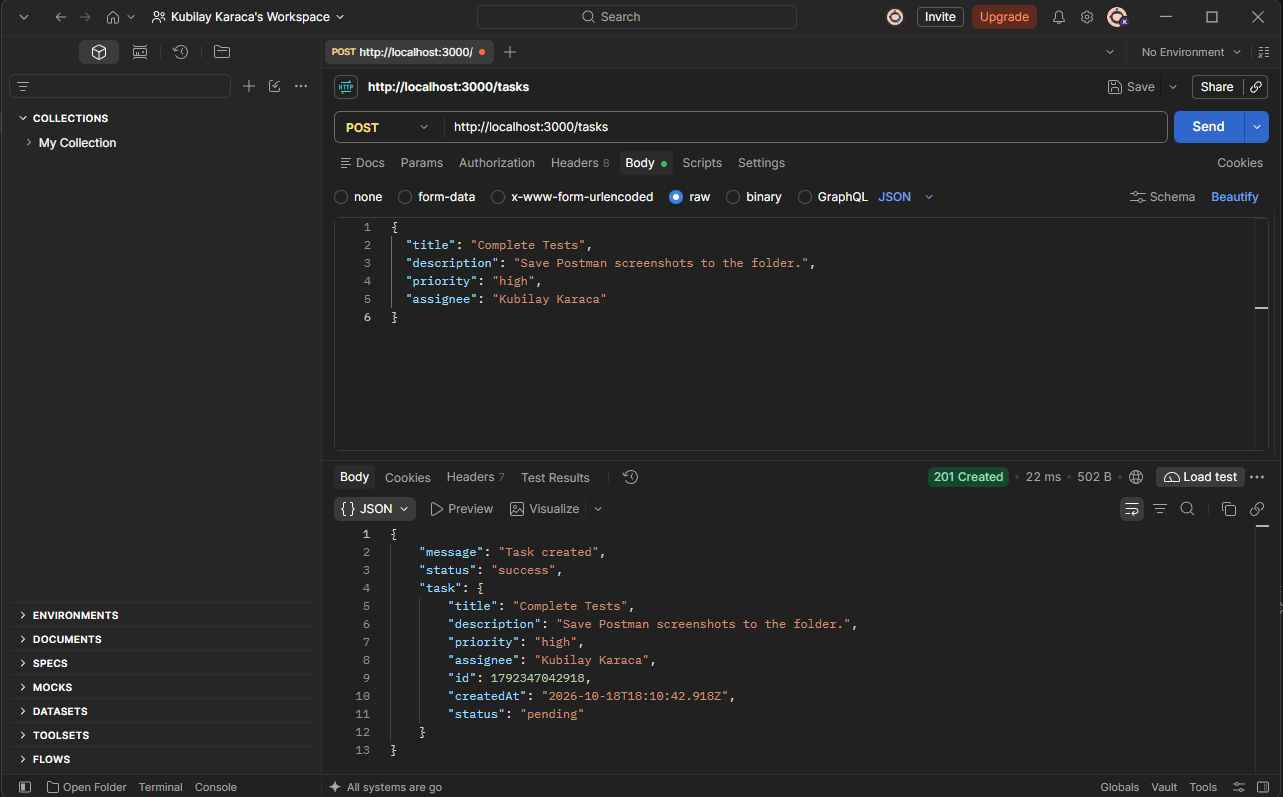 Kubilay Karaca's Workspace
Search
Invite
Upgrade
K
POST http://localhost:3000/
No Environment
COLLECTIONS
My Collection
HTTP
http://localhost:3000/tasks
Save
Share
POST
http://localhost:3000/tasks
Send
Docs
Params
Authorization
Headers 8
Body
Scripts
Settings
Cookies
none
form-data
x-www-form-urlencoded
raw
binary
GraphQL
JSON
Schema
Beautify
1 {
2 "title": "Complete Tests",
3 "description": "Save Postman screenshots to the folder.",
4 "priority": "high",
5 "assignee": "Kubilay Karaca"
6 }
Body
Cookies
Headers 7
Test Results
201 Created
22 ms
502 B
Load test
{} JSON
Preview
Visualize
1 {
2 "message": "Task created",
3 "status": "success",
4 "task": {
5 "title": "Complete Tests",
6 "description": "Save Postman screenshots to the folder.",
7 "priority": "high",
8 "assignee": "Kubilay Karaca",
9 "id": 1792347042918,
10 "createdAt": "2026-10-18T18:10:42.918Z",
11 "status": "pending"
12 }
13 }
ENVIRONMENTS
DOCUMENTS
SPECS
MOCKS
DATASETS
TOOLSETS
FLOWS
Open Folder
Terminal
Console
All systems are go
Globals
Vault
Tools